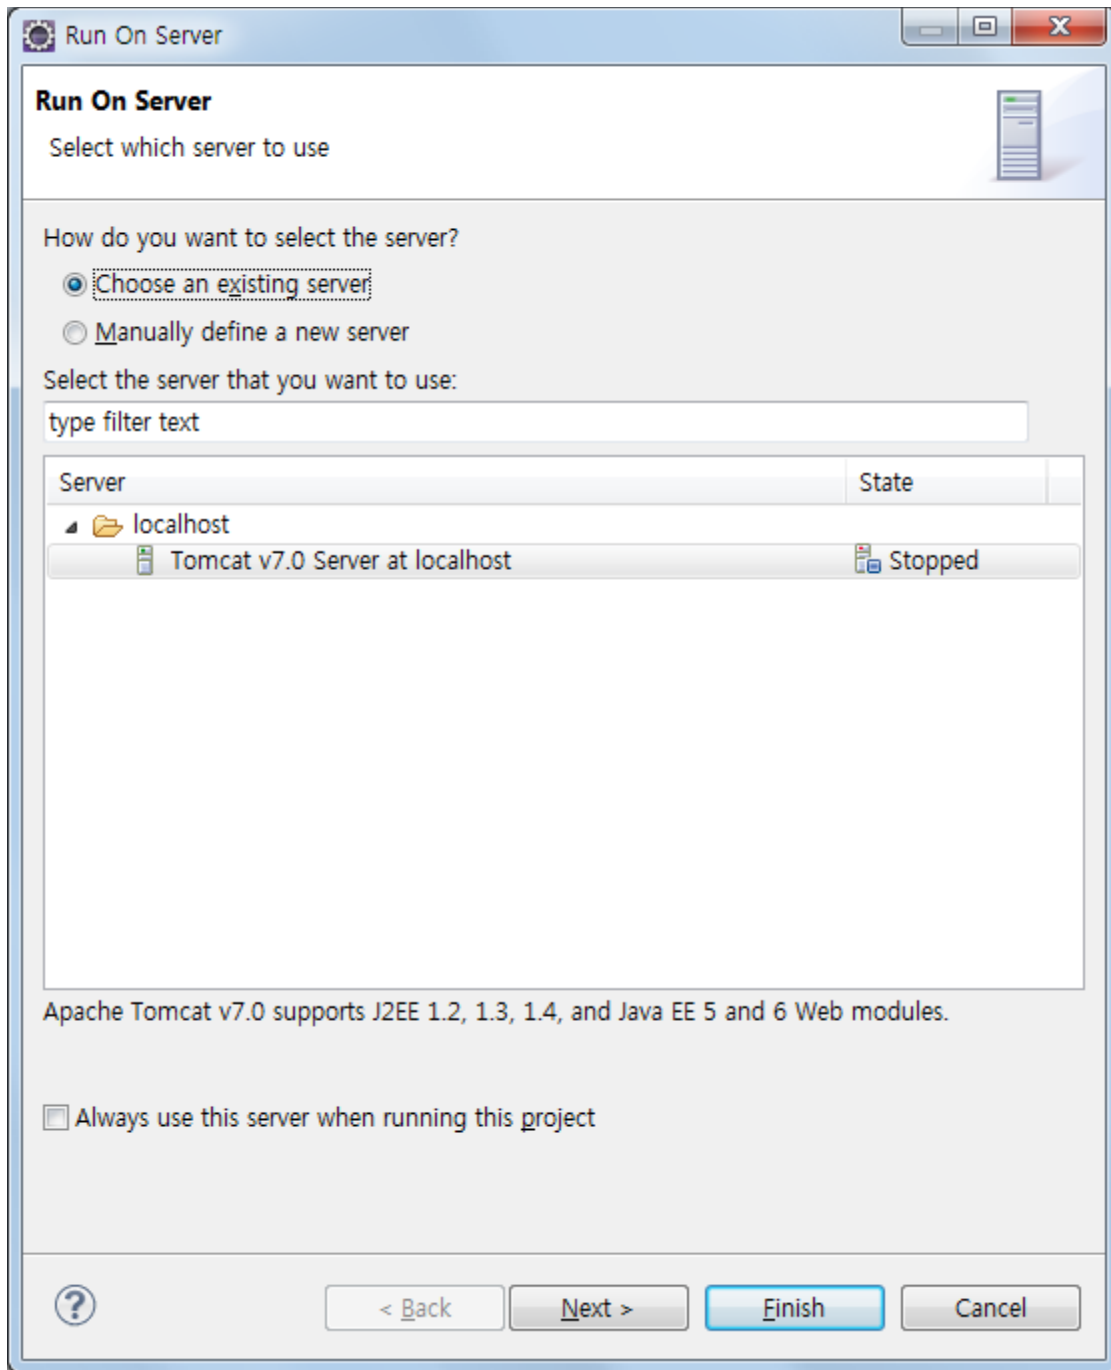 Run On Server
Run On Server
Select which server to use
How do you want to select the server?
Choose an existing server
Manually define a new server
Select the server that you want to use:
type filter text
Server State
localhost
Tomcat v7.0 Server at localhost Stopped
Apache Tomcat v7.0 supports J2EE 1.2, 1.3, 1.4, and Java EE 5 and 6 Web modules.
Always use this server when running this project
? < Back Next > Finish Cancel